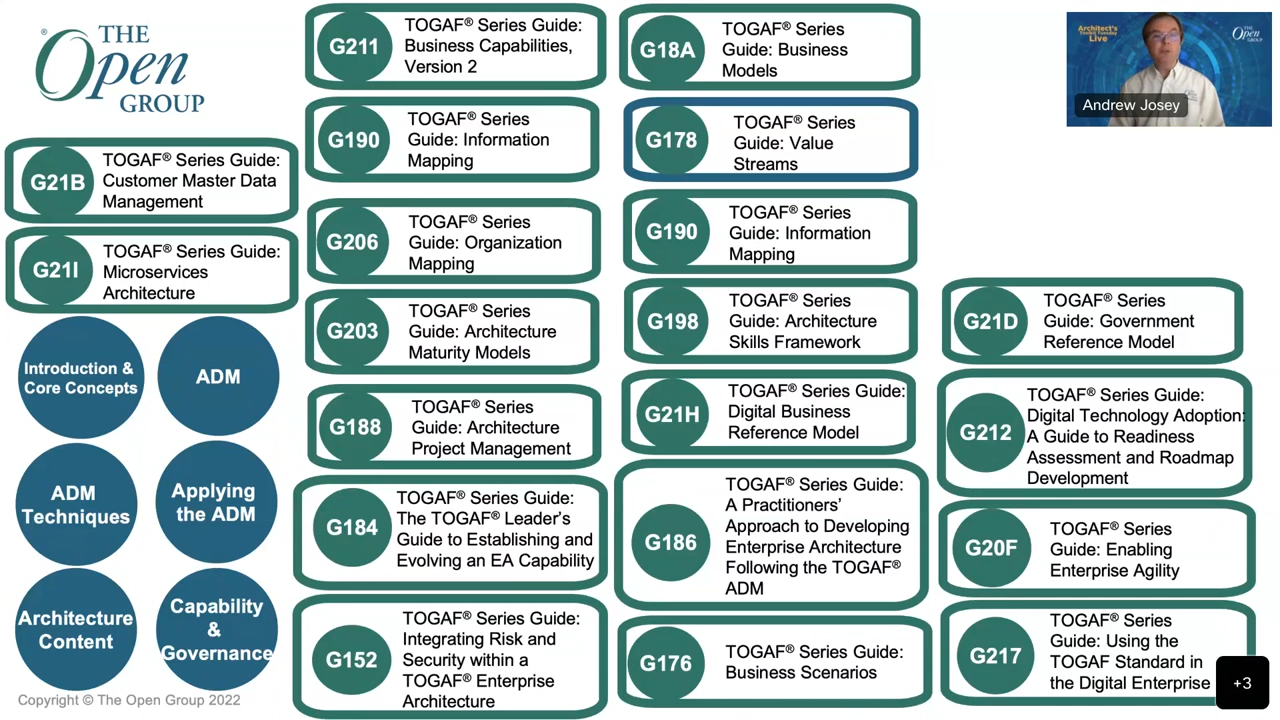 ®
THE
Open
GROUP
G21B
TOGAF® Series Guide:
Customer Master Data
Management
G21I
TOGAF® Series Guide:
Microservices
Architecture
Introduction &
Core Concepts
ADM
ADM
Techniques
Applying
the ADM
Architecture
Content
Capability
&
Governance
Copyright © The Open Group 2022
G211
TOGAF® Series Guide:
Business Capabilities,
Version 2
G190
TOGAF® Series
Guide: Information
Mapping
G206
TOGAF® Series
Guide: Organization
Mapping
G203
TOGAF® Series
Guide: Architecture
Maturity Models
G188
TOGAF® Series
Guide: Architecture
Project Management
G184
TOGAF® Series Guide:
The TOGAF® Leader’s
Guide to Establishing and
Evolving an EA Capability
G152
TOGAF® Series Guide:
Integrating Risk and
Security within a
TOGAF® Enterprise
Architecture
G18A
TOGAF® Series
Guide: Business
Models
G178
TOGAF® Series
Guide: Value
Streams
G190
TOGAF® Series
Guide: Information
Mapping
G198
TOGAF® Series
Guide: Architecture
Skills Framework
G21H
TOGAF® Series Guide:
Digital Business
Reference Model
G186
TOGAF® Series Guide:
A Practitioners’
Approach to Developing
Enterprise Architecture
Following the TOGAF®
ADM
G176
TOGAF® Series Guide:
Business Scenarios
Architect's
Toolkit Tuesday
Live
THE
Open
GROUP
Andrew Josey
G21D
TOGAF® Series
Guide: Government
Reference Model
G212
TOGAF® Series Guide:
Digital Technology Adoption:
A Guide to Readiness
Assessment and Roadmap
Development
G20F
TOGAF® Series
Guide: Enabling
Enterprise Agility
G217
TOGAF® Series
Guide: Using the
TOGAF Standard in
the Digital Enterprise
+3